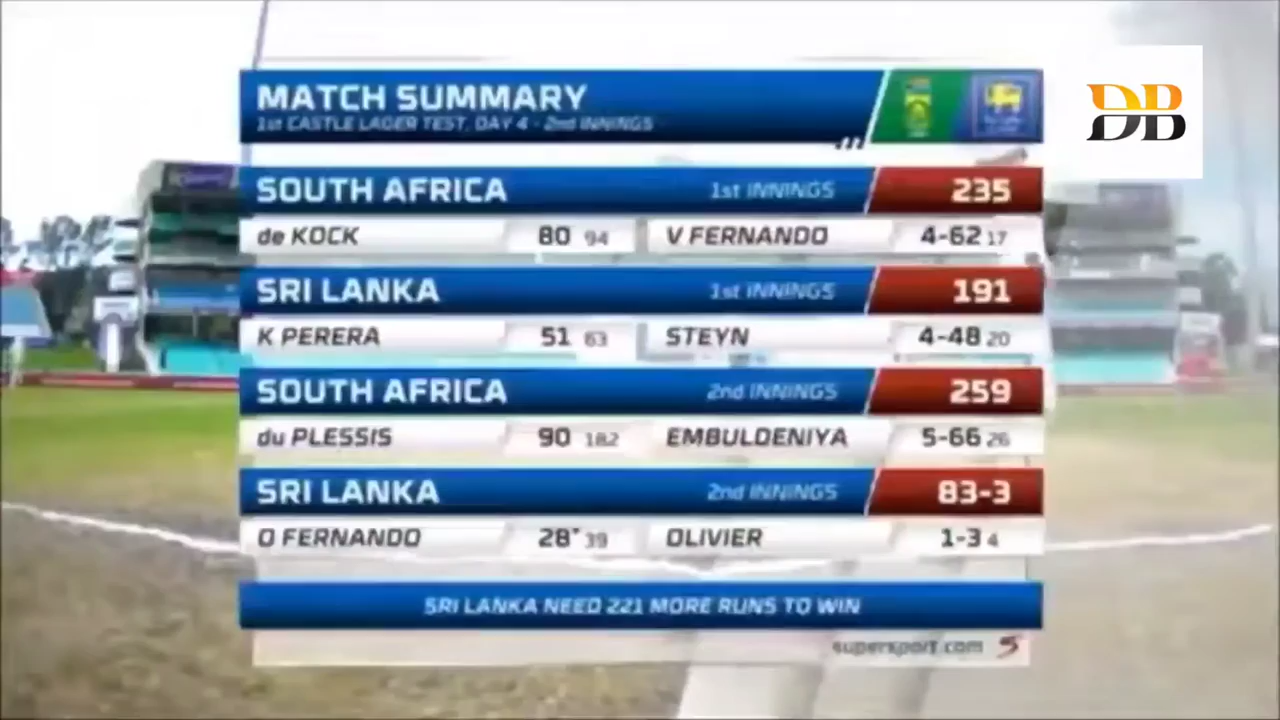 MATCH SUMMARY
1st CASTLE LAGER TEST, DAY 4 - 2nd INNINGS
DB
SOUTH AFRICA 1st INNINGS 235
de KOCK 80 94 V FERNANDO 4-62 17
SRI LANKA 1st INNINGS 191
K PERERA 51 63 STEYN 4-48 20
SOUTH AFRICA 2nd INNINGS 259
du PLESSIS 90 182 EMBULDENIYA 5-66 26
SRI LANKA 2nd INNINGS 83-3
O FERNANDO 28* 39 OLIVIER 1-3 4
SRI LANKA NEED 221 MORE RUNS TO WIN
supersport.com S